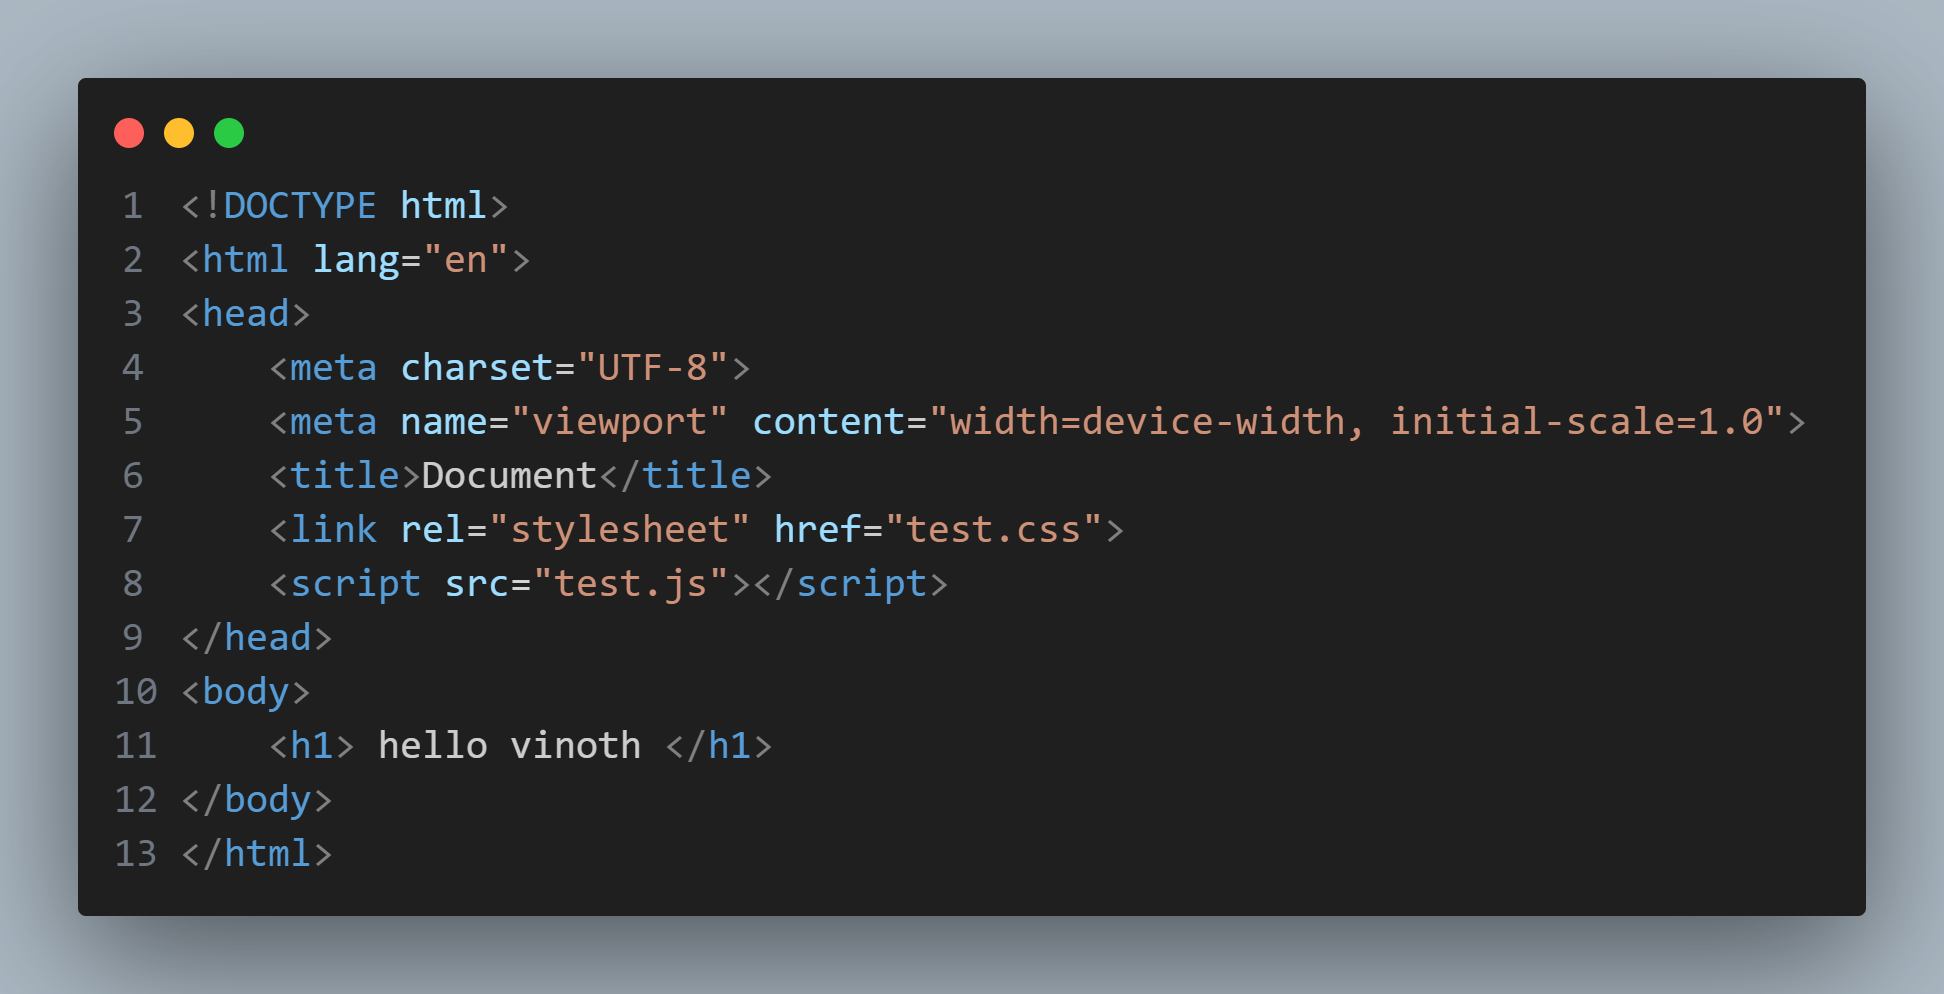 1 <!DOCTYPE html>
2 <html lang="en">
3 <head>
4     <meta charset="UTF-8">
5     <meta name="viewport" content="width=device-width, initial-scale=1.0">
6     <title>Document</title>
7     <link rel="stylesheet" href="test.css">
8     <script src="test.js"></script>
9 </head>
10 <body>
11     <h1> hello vinoth </h1>
12 </body>
13 </html>